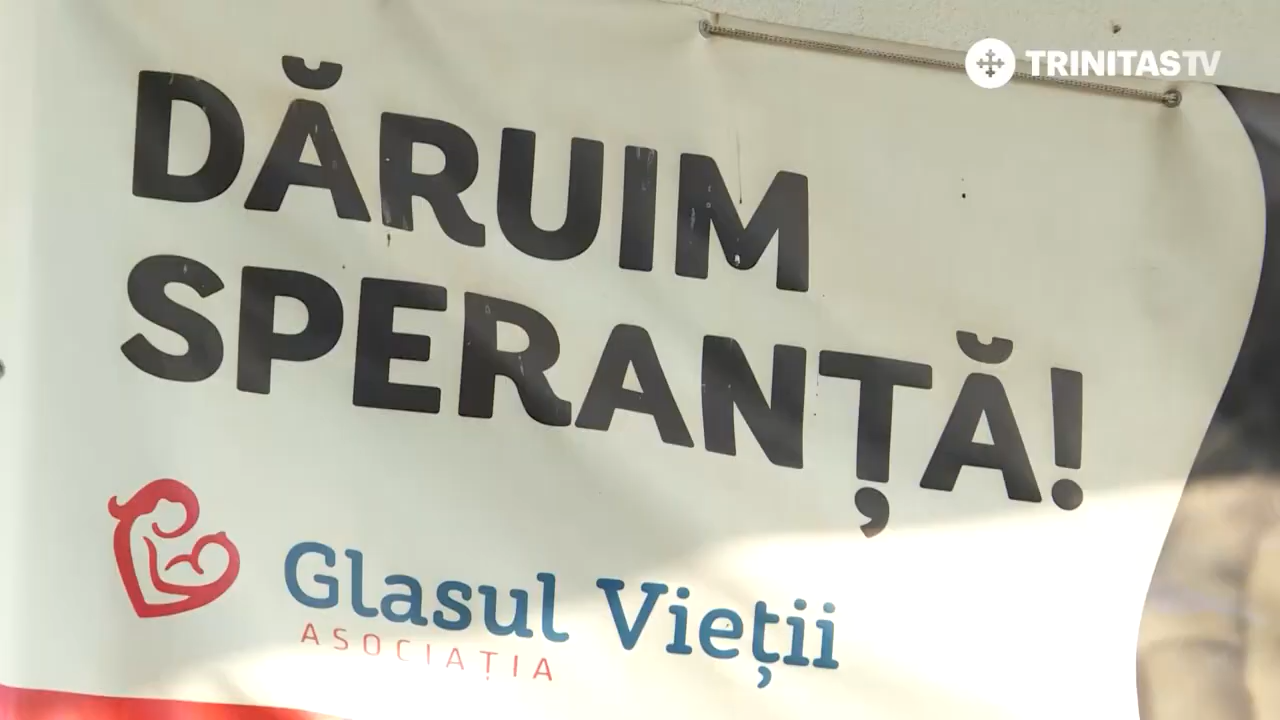 TRINITASTV
DĂRUIM
SPERANȚĂ!
Glasul Vieții
ASOCIAȚIA